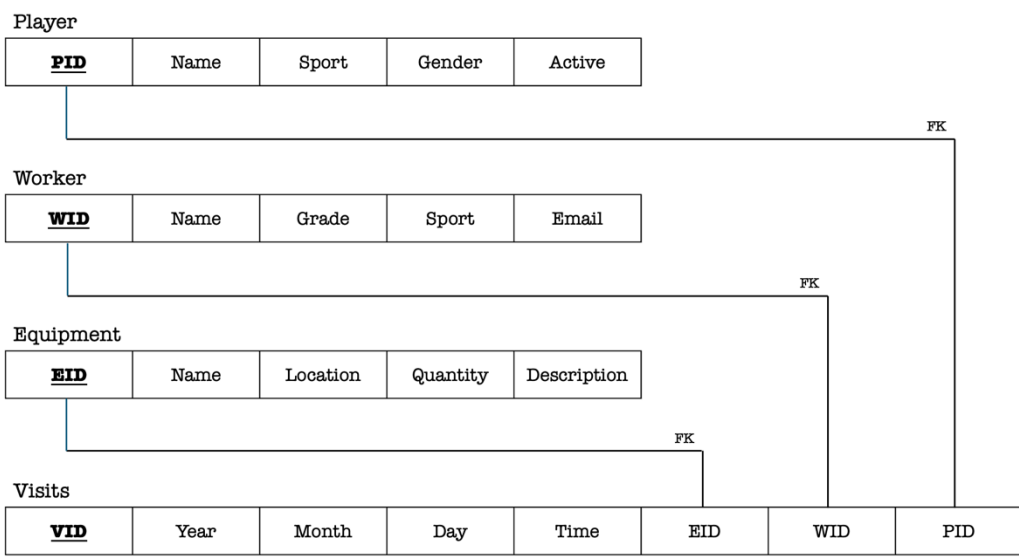 Player
PID Name Sport Gender Active
FK
Worker
WID Name Grade Sport Email
FK
Equipment
EID Name Location Quantity Description
FK
Visits
VID Year Month Day Time EID WID PID